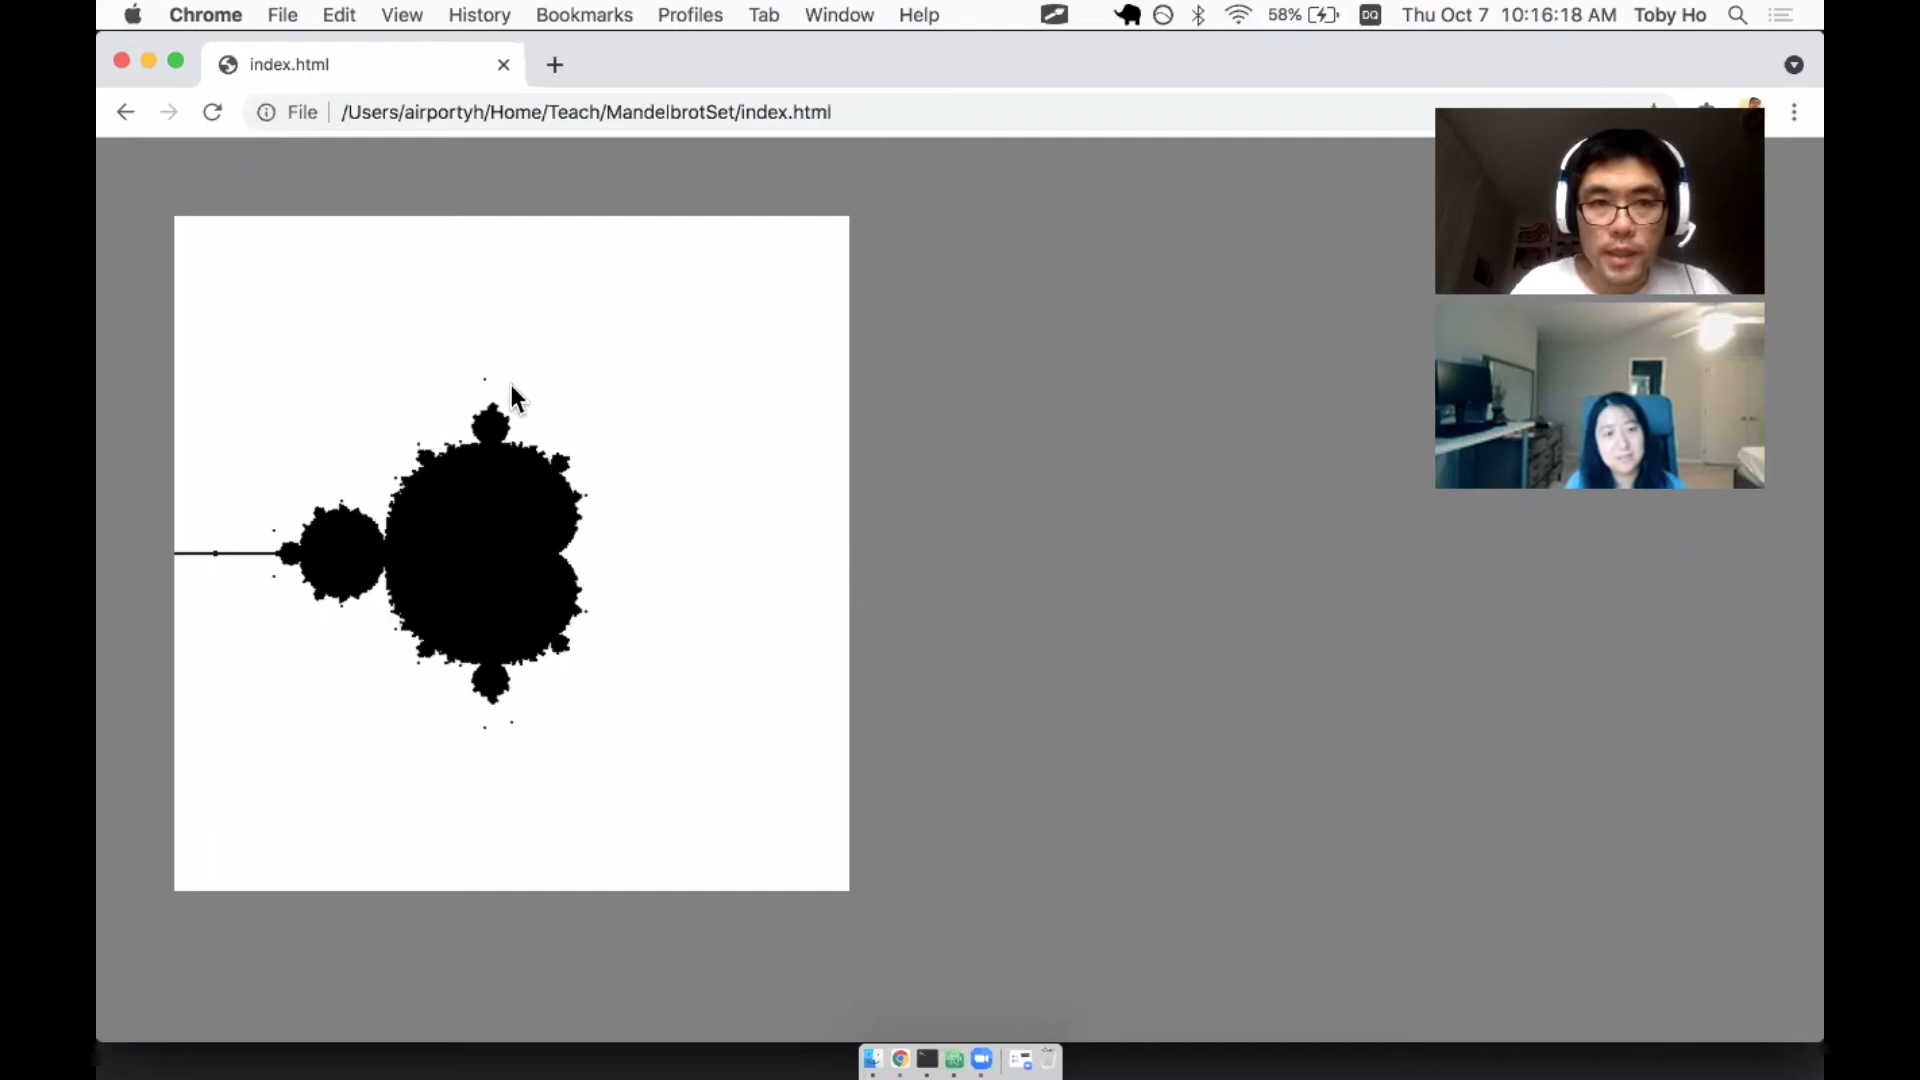 Chrome File Edit View History Bookmarks Profiles Tab Window Help 58% DQ Thu Oct 7 10:16:18 AM Toby Ho
index.html
File /Users/airportyh/Home/Teach/MandelbrotSet/index.html